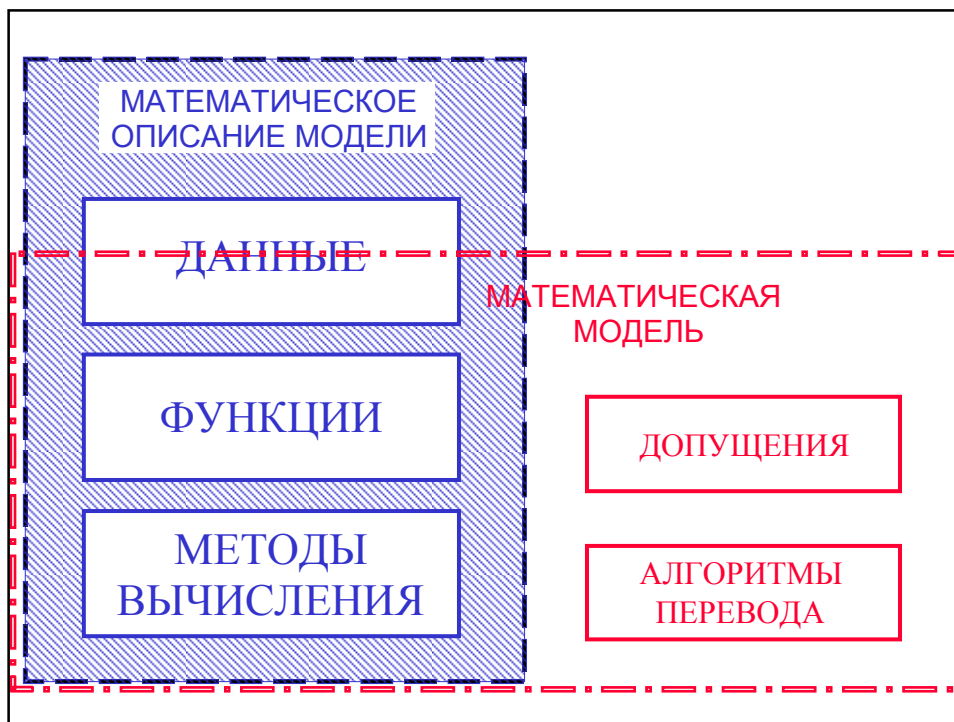 МАТЕМАТИЧЕСКОЕ
ОПИСАНИЕ МОДЕЛИ
ДАННЫЕ
ФУНКЦИИ
МЕТОДЫ
ВЫЧИСЛЕНИЯ
МАТЕМАТИЧЕСКАЯ
МОДЕЛЬ
ДОПУЩЕНИЯ
АЛГОРИТМЫ
ПЕРЕВОДА